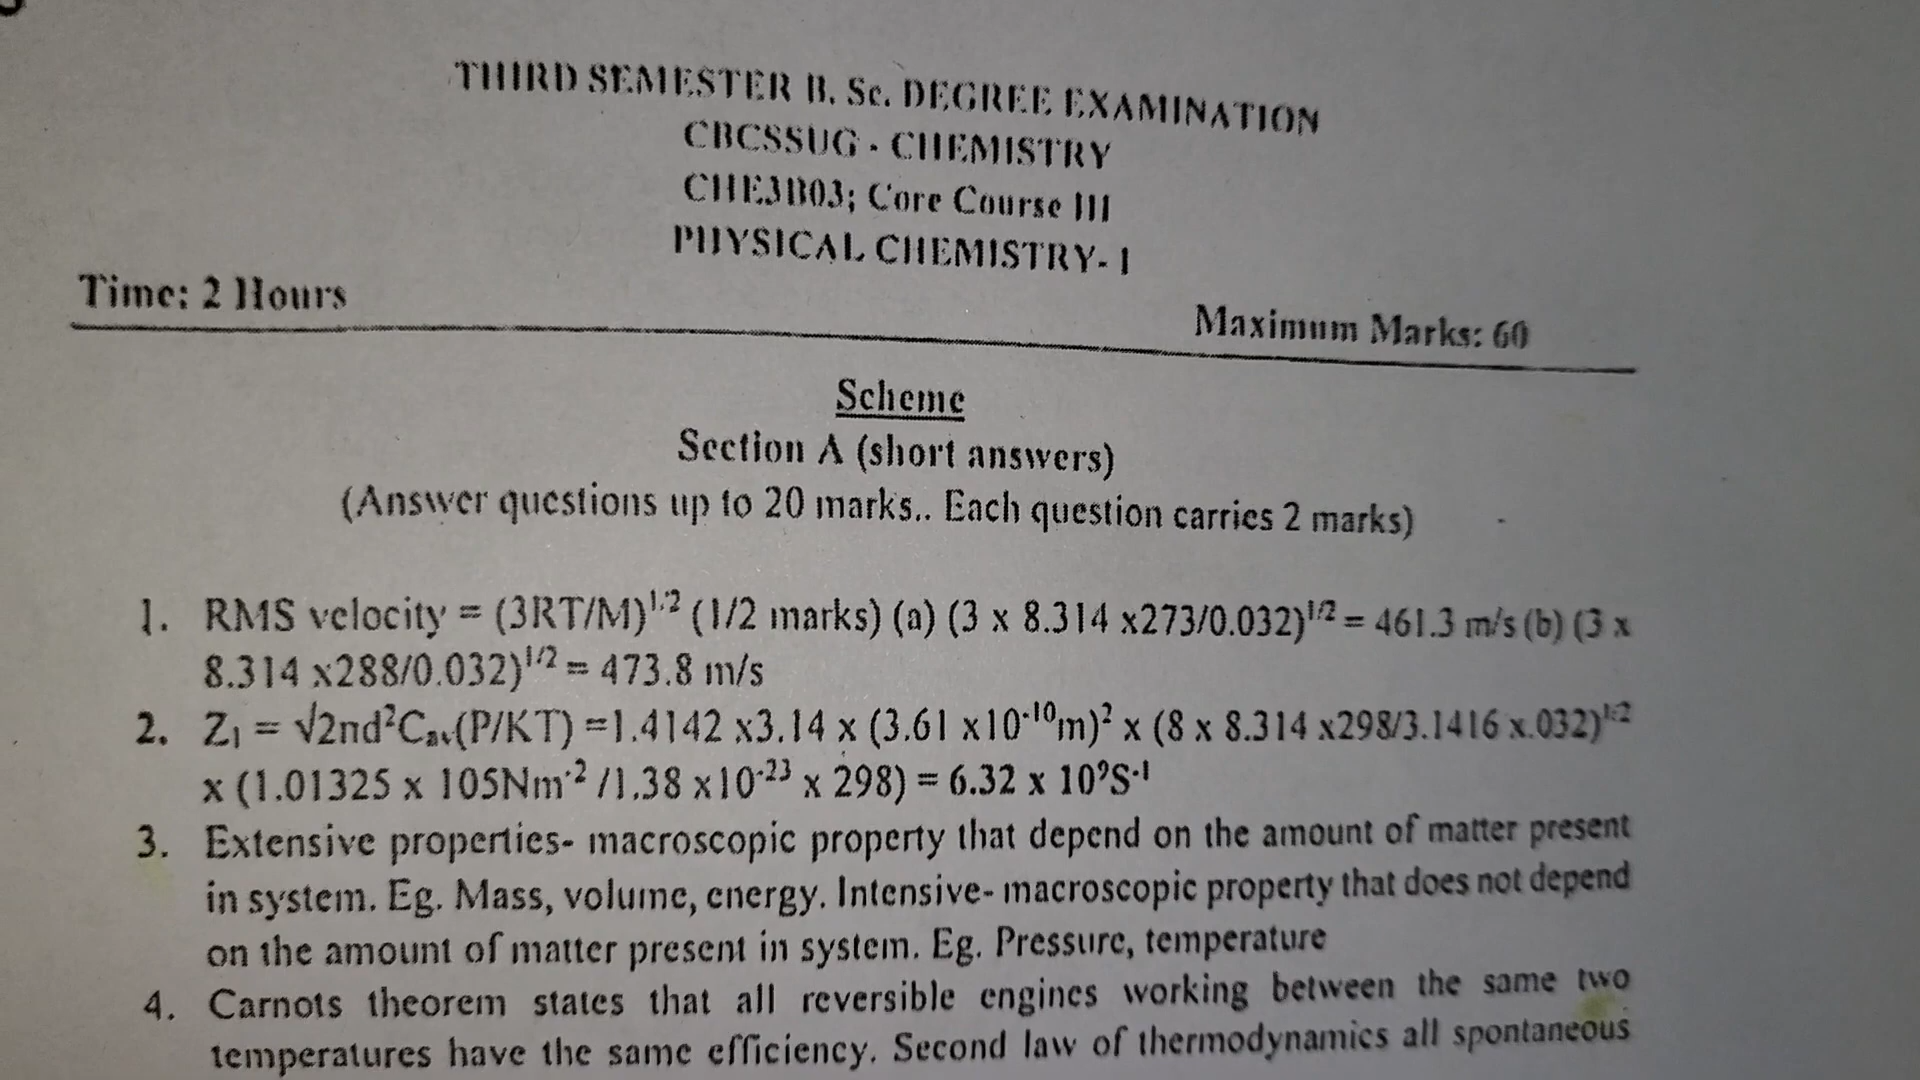 THIRD SEMESTER B. Sc. DEGREE EXAMINATION
CBCSSUG - CHEMISTRY
CHE3B03; Core Course III
PHYSICAL CHEMISTRY- I
Time: 2 Hours
Maximum Marks: 60
Scheme
Section A (short answers)
(Answer questions up to 20 marks.. Each question carries 2 marks)
1. RMS velocity = (3RT/M)^1/2 (1/2 marks) (a) (3 x 8.314 x273/0.032)^1/2 = 461.3 m/s (b) (3 x
8.314 x288/0.032)^1/2 = 473.8 m/s
2. Z₁ = √2πd²Cₐᵥ(P/KT) =1.4142 x3.14 x (3.61 x10⁻¹⁰m)² x (8 x 8.314 x298/3.1416 x.032)^1/2
x (1.01325 x 105Nm⁻² /1.38 x10⁻²³ x 298) = 6.32 x 10⁹S⁻¹
3. Extensive properties- macroscopic property that depend on the amount of matter present
in system. Eg. Mass, volume, energy. Intensive- macroscopic property that does not depend
on the amount of matter present in system. Eg. Pressure, temperature
4. Carnots theorem states that all reversible engines working between the same two
temperatures have the same efficiency. Second law of thermodynamics all spontaneous